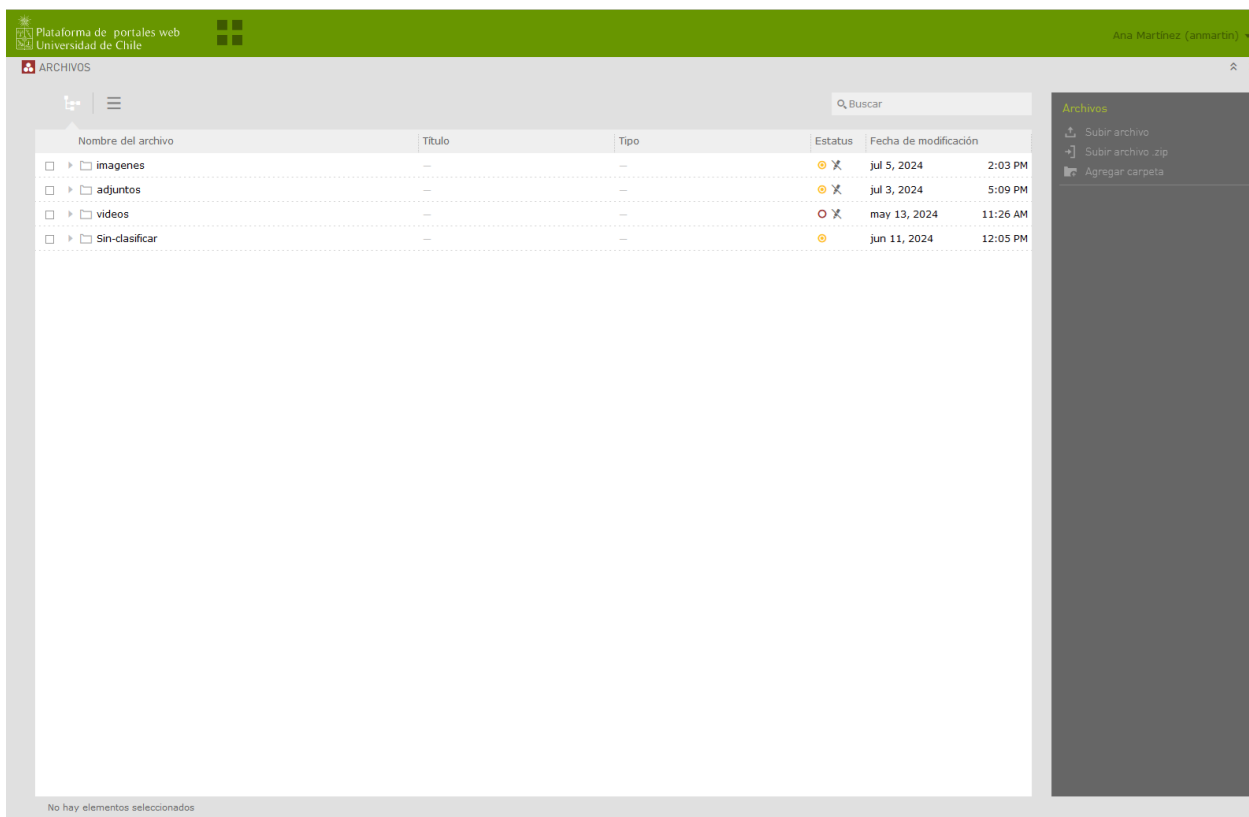 Plataforma de portales web
Universidad de Chile
Ana Martínez (anmartin)
ARCHIVOS
Buscar
Nombre del archivo Título Tipo Estatus Fecha de modificación
imagenes — — jul 5, 2024 2:03 PM
adjuntos — — jul 3, 2024 5:09 PM
videos — — may 13, 2024 11:26 AM
Sin-clasificar — — jun 11, 2024 12:05 PM
Archivos
Subir archivo
Subir archivo .zip
Agregar carpeta
No hay elementos seleccionados